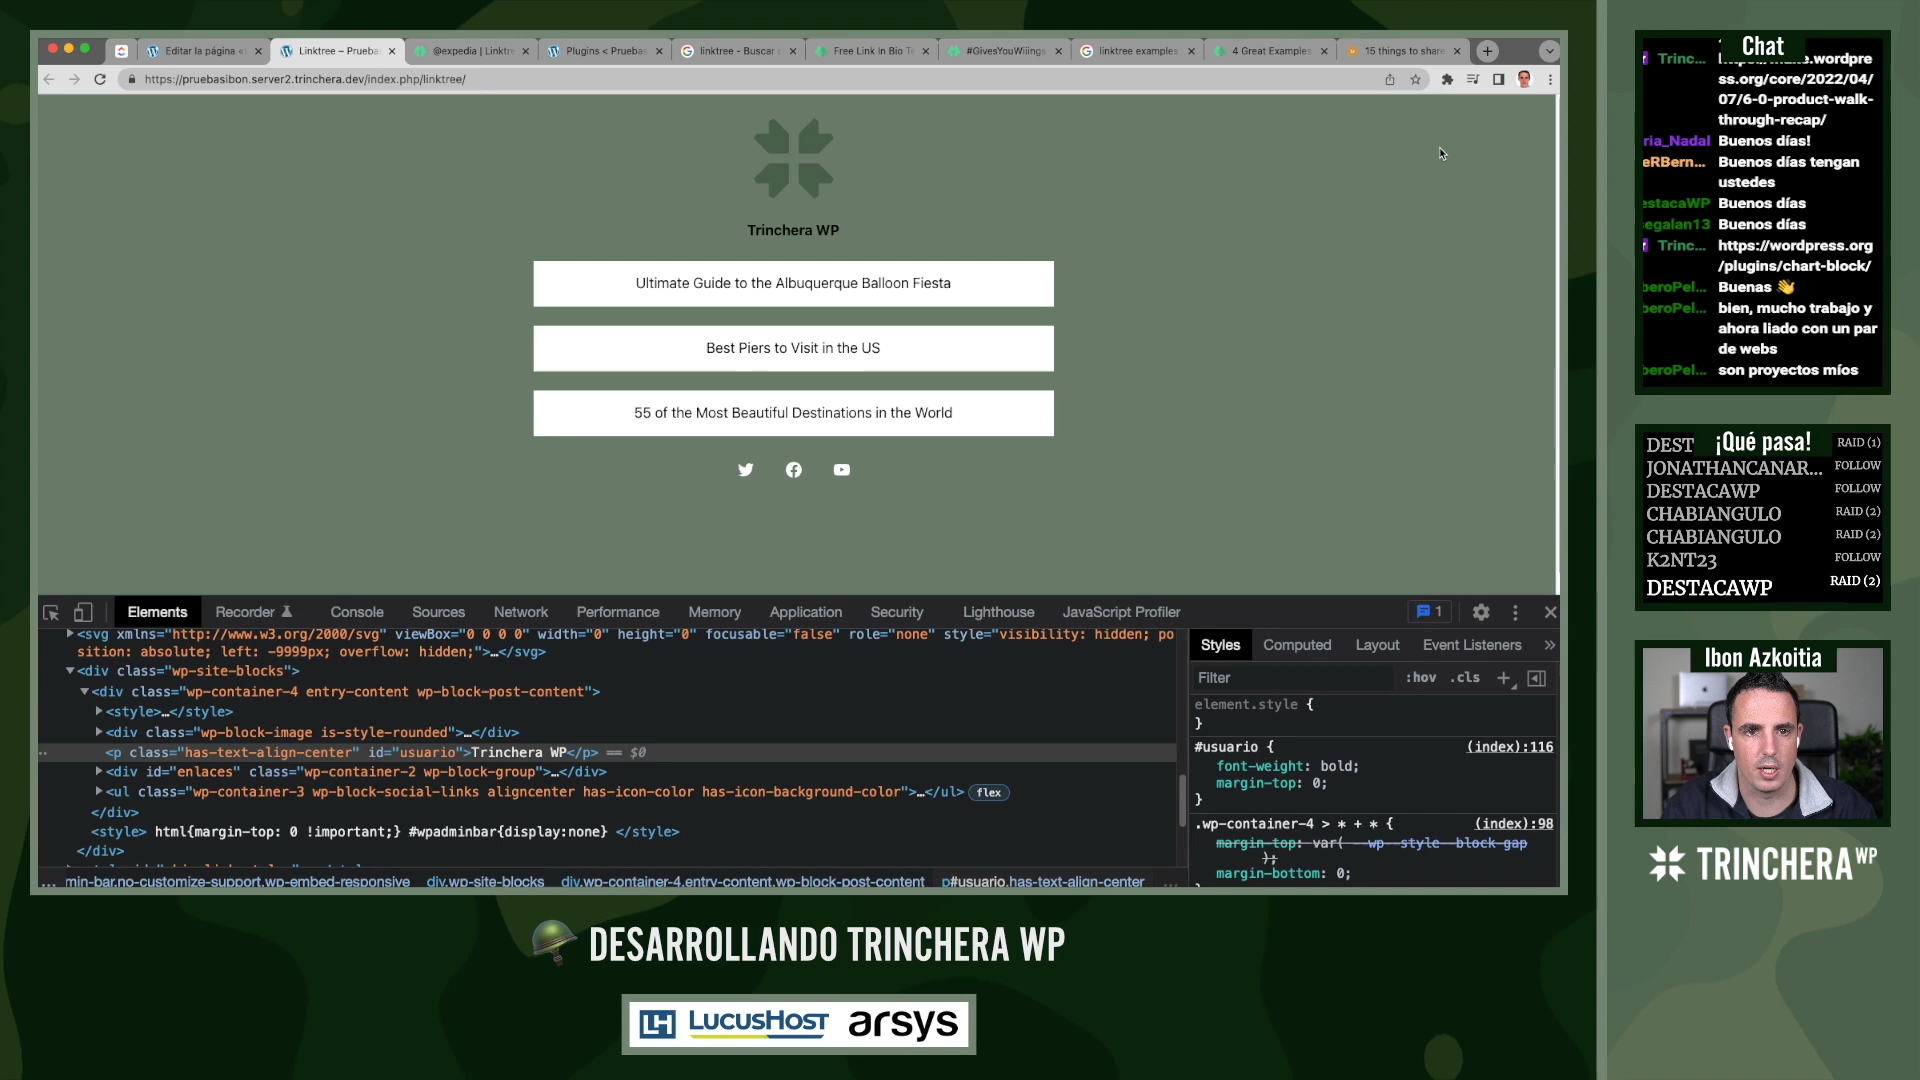 Editar la página
Linktree – Prueba
@expedia | Linktre
Plugins < Pruebas
linktree - Buscar
Free Link In Bio T
#GivesYouWiiings
linktree examples
4 Great Examples
15 things to share
https://pruebasibon.server2.trinchera.dev/index.php/linktree/
Trinchera WP
Ultimate Guide to the Albuquerque Balloon Fiesta
Best Piers to Visit in the US
55 of the Most Beautiful Destinations in the World
Elements Recorder Console Sources Network Performance Memory Application Security Lighthouse JavaScript Profiler 1
<svg xmlns="http://www.w3.org/2000/svg" viewBox="0 0 0 0" width="0" height="0" focusable="false" role="none" style="visibility: hidden; po
sition: absolute; left: -9999px; overflow: hidden;">…</svg>
<div class="wp-site-blocks">
<div class="wp-container-4 entry-content wp-block-post-content">
<style>…</style>
<div class="wp-block-image is-style-rounded">…</div>
<p class="has-text-align-center" id="usuario">Trinchera WP</p> == $0
<div id="enlaces" class="wp-container-2 wp-block-group">…</div>
<ul class="wp-container-3 wp-block-social-links aligncenter has-icon-color has-icon-background-color">…</ul> flex
</div>
<style> html{margin-top: 0 !important;} #wpadminbar{display:none} </style>
</div>
… min-bar.no-customize-support.wp-embed-responsive div.wp-site-blocks div.wp-container-4.entry-content.wp-block-post-content p#usuario.has-text-align-center …
Styles Computed Layout Event Listeners »
Filter :hov .cls +
element.style {
}
#usuario { (index):116
font-weight: bold;
margin-top: 0;
}
.wp-container-4 > * + * { (index):98
margin-top: var( --wp--style--block-gap
);
margin-bottom: 0;
Chat
Trinc...
.wordpre
ss.org/core/2022/04/
07/6-0-product-walk-
through-recap/
ria_Nadal Buenos días!
eRBern... Buenos días tengan
ustedes
estacaWP Buenos días
egalan13 Buenos días
Trinc... https://wordpress.org
/plugins/chart-block/
beroPel... Buenas 👋
beroPel... bien, mucho trabajo y
ahora liado con un par
de webs
beroPel... son proyectos míos
¡Qué pasa!
DEST RAID (1)
JONATHANCANAR... FOLLOW
DESTACAWP FOLLOW
CHABIANGULO RAID (2)
CHABIANGULO RAID (2)
K2NT23 FOLLOW
DESTACAWP RAID (2)
Ibon Azkoitia
TRINCHERA WP
DESARROLLANDO TRINCHERA WP
LH LUCUSHOST arsys